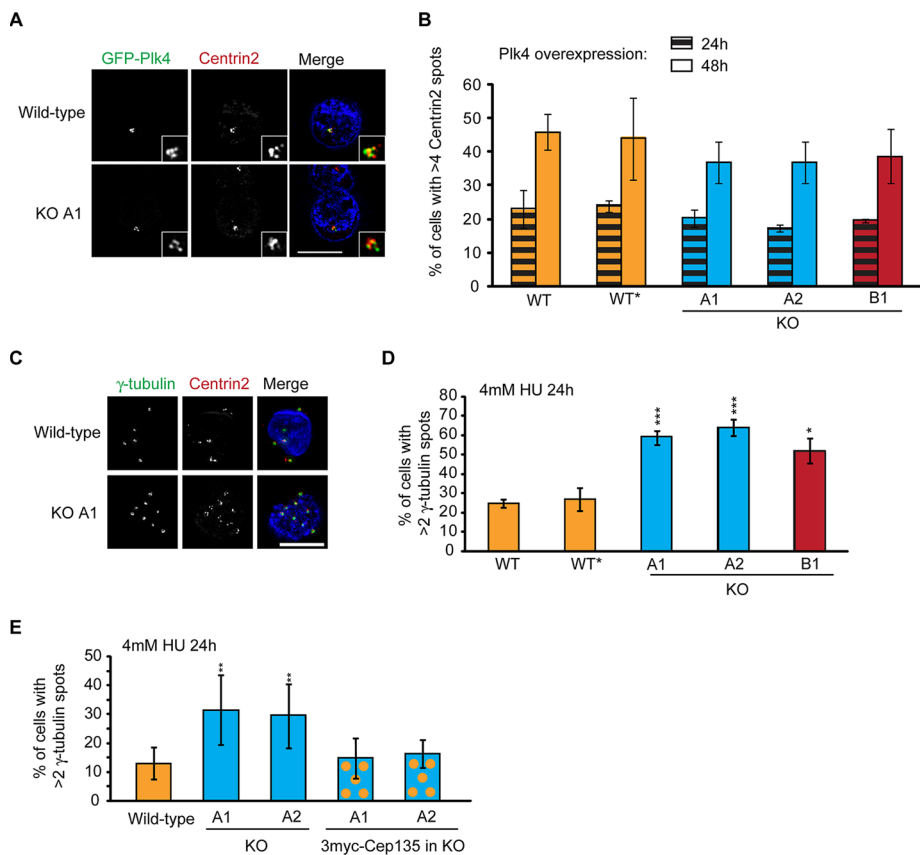 A
GFP-Plk4 Centrin2 Merge
Wild-type
KO A1
B
Plk4 overexpression:
24h
48h
% of cells with >4 Centrin2 spots
60
50
40
30
20
10
0
WT WT* A1 A2 B1
KO
C
γ-tubulin Centrin2 Merge
Wild-type
KO A1
D
4mM HU 24h
% of cells with
>2 γ-tubulin spots
80
70
60
50
40
30
20
10
0
*** *** *
WT WT* A1 A2 B1
KO
E
4mM HU 24h
% of cells with
>2 γ-tubulin spots
50
40
30
20
10
0
** **
Wild-type A1 A2 A1 A2
KO 3myc-Cep135 in KO